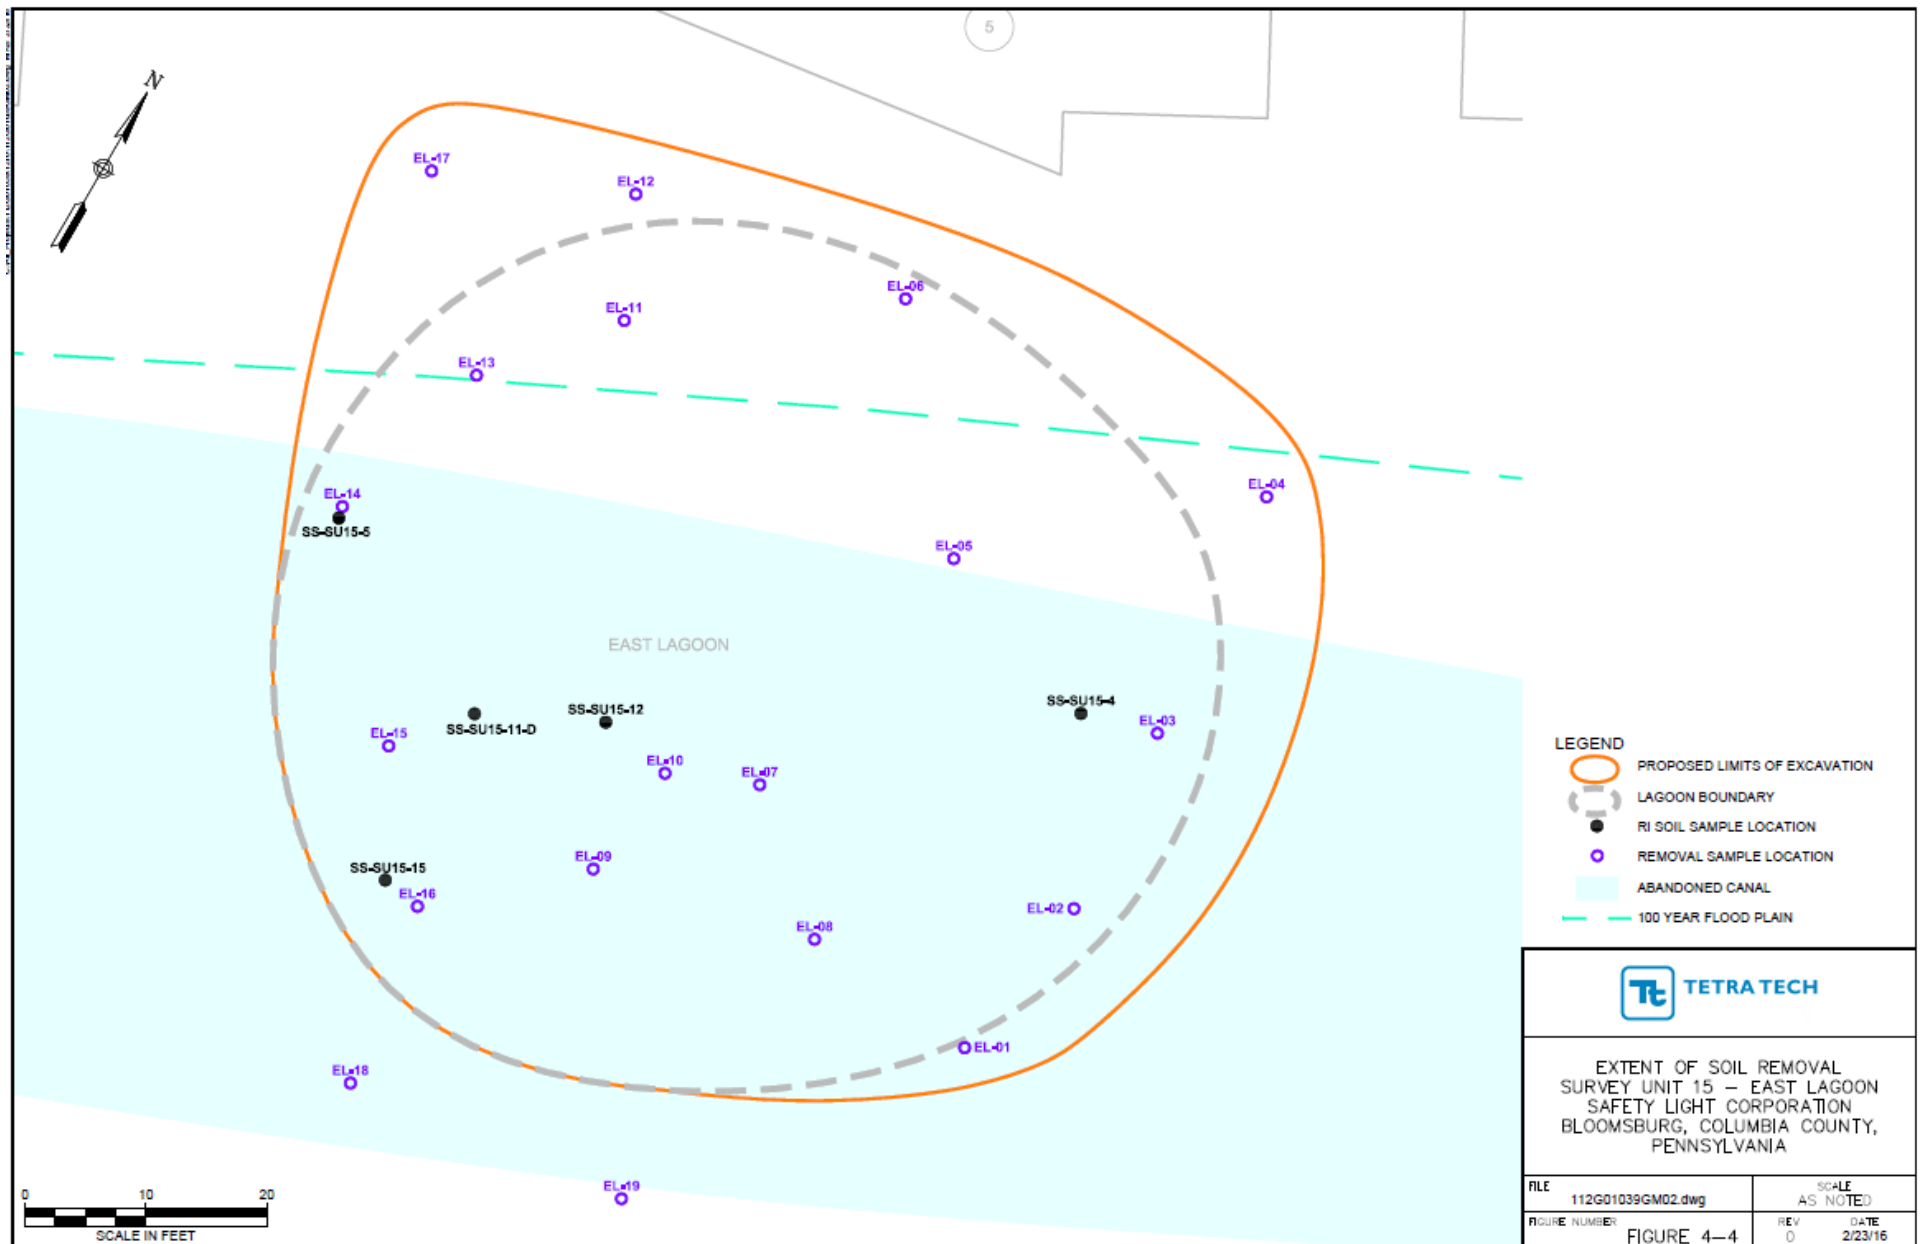 5
N
EL-17
EL-12
EL-06
EL-11
EL-13
EL-14
SS-SU15-5
EL-04
EL-05
EAST LAGOON
SS-SU15-4
SS-SU15-12
SS-SU15-11-D
EL-03
EL-15
EL-10
EL-07
EL-09
SS-SU15-15
EL-16
EL-02
EL-08
EL-01
EL-18
EL-19
0 10 20
SCALE IN FEET
LEGEND
PROPOSED LIMITS OF EXCAVATION
LAGOON BOUNDARY
RI SOIL SAMPLE LOCATION
REMOVAL SAMPLE LOCATION
ABANDONED CANAL
100 YEAR FLOOD PLAIN
Tt TETRA TECH
EXTENT OF SOIL REMOVAL
SURVEY UNIT 15 – EAST LAGOON
SAFETY LIGHT CORPORATION
BLOOMSBURG, COLUMBIA COUNTY,
PENNSYLVANIA
FILE
112G01039GM02.dwg
SCALE
AS NOTED
FIGURE NUMBER
FIGURE 4–4
REV
0
DATE
2/23/16